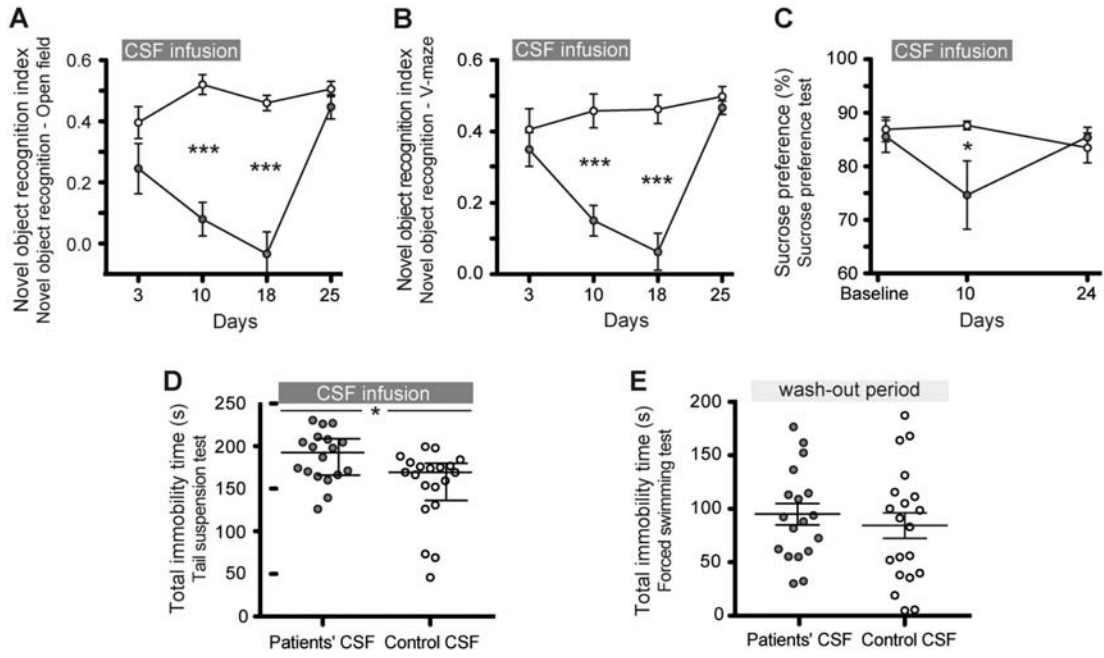 A
CSF infusion
Novel object recognition index
Novel object recognition - Open field
0.6
0.4
0.2
0.0
***
***
3 10 18 25
Days
B
CSF infusion
Novel object recognition index
Novel object recognition - V-maze
0.6
0.4
0.2
0.0
***
***
3 10 18 25
Days
C
CSF infusion
Sucrose preference (%)
Sucrose preference test
100
90
80
70
60
*
Baseline 10 24
Days
D
CSF infusion
*
Total immobility time (s)
Tail suspension test
250
200
150
100
50
0
Patients' CSF Control CSF
E
wash-out period
Total immobility time (s)
Forced swimming test
200
150
100
50
0
Patients' CSF Control CSF